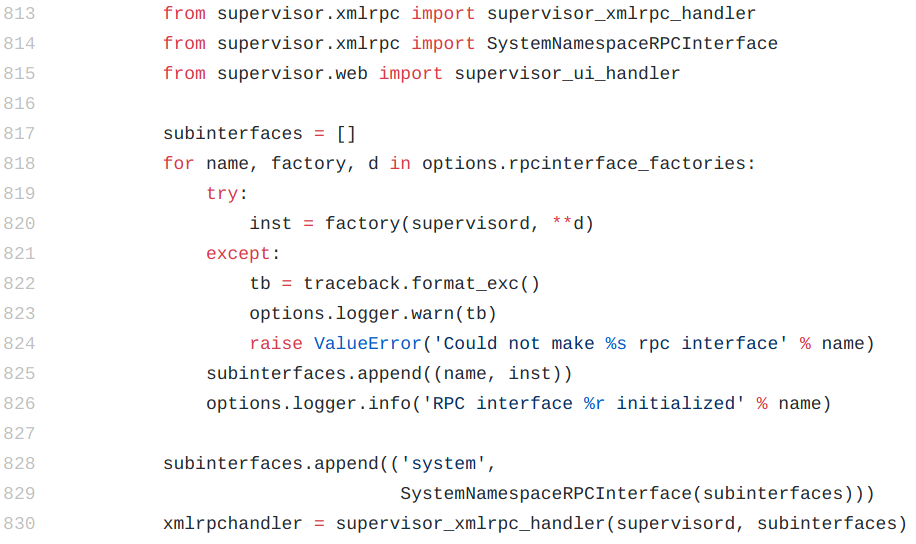 813            from supervisor.xmlrpc import supervisor_xmlrpc_handler
814            from supervisor.xmlrpc import SystemNamespaceRPCInterface
815            from supervisor.web import supervisor_ui_handler
816
817            subinterfaces = []
818            for name, factory, d in options.rpcinterface_factories:
819                try:
820                    inst = factory(supervisord, **d)
821                except:
822                    tb = traceback.format_exc()
823                    options.logger.warn(tb)
824                    raise ValueError('Could not make %s rpc interface' % name)
825                subinterfaces.append((name, inst))
826                options.logger.info('RPC interface %r initialized' % name)
827
828            subinterfaces.append(('system',
829                                  SystemNamespaceRPCInterface(subinterfaces)))
830            xmlrpchandler = supervisor_xmlrpc_handler(supervisord, subinterfaces)